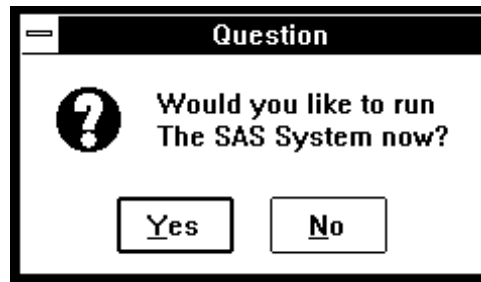 Question
Would you like to run
The SAS System now?
Yes No